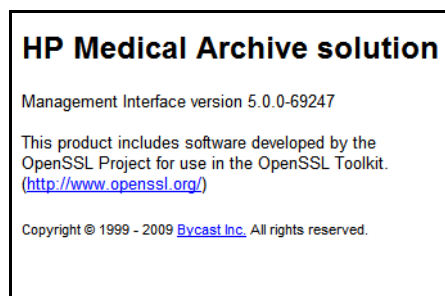 HP Medical Archive solution
Management Interface version 5.0.0-69247
This product includes software developed by the
OpenSSL Project for use in the OpenSSL Toolkit.
(http://www.openssl.org/)
Copyright © 1999 - 2009 Bycast Inc. All rights reserved.